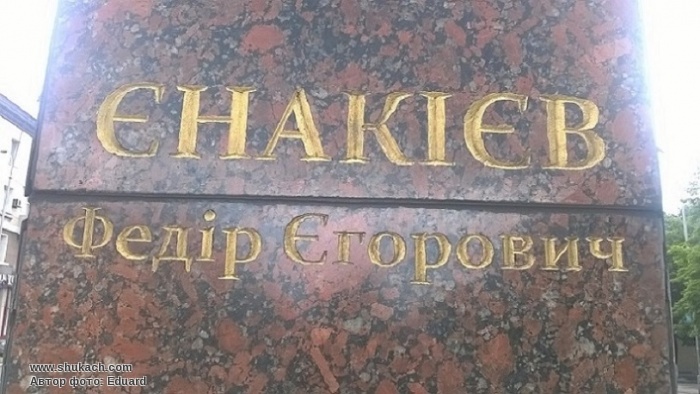 ЄНАКІЄВ
Федір Єгорович
www.shukach.com
Автор фото: Eduard